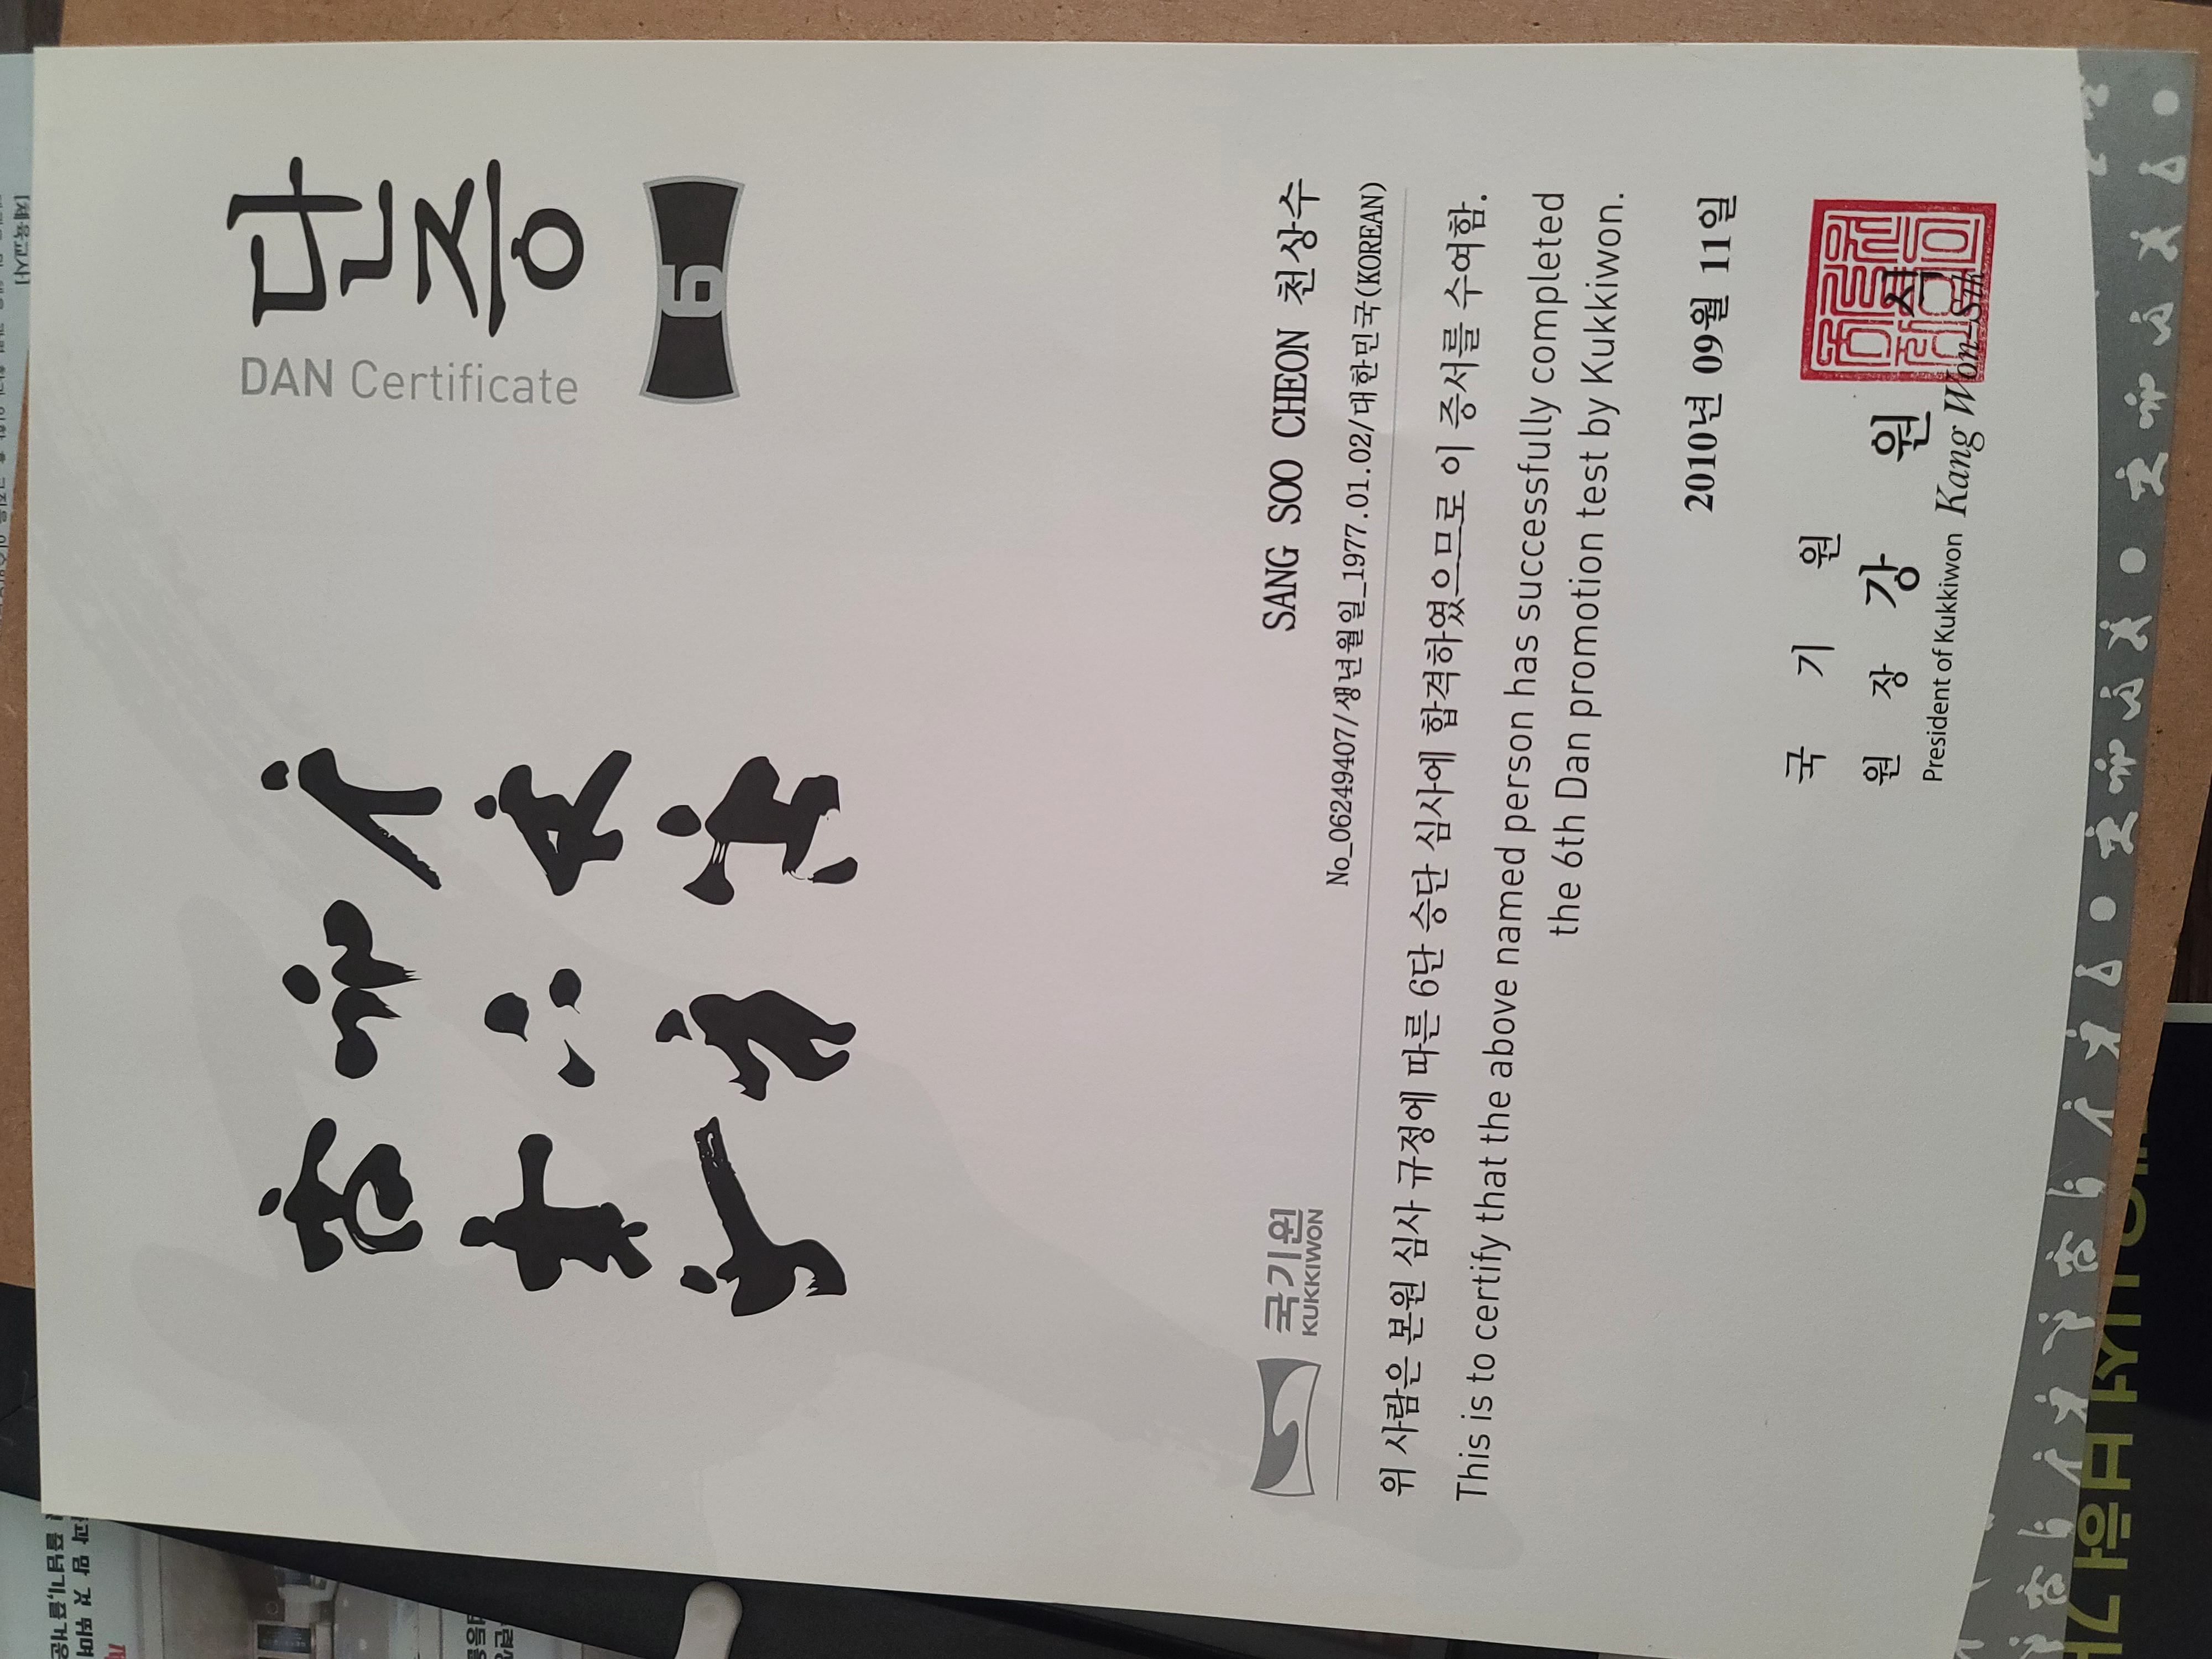 단증
DAN Certificate
6
국기원
KUKKIWON
SANG SOO CHEON 천상수
No_06249407/생년월일_1977.01.02/대한민국(KOREAN)
위 사람은 본원 심사 규정에 따른 6단 승단 심사에 합격하였으므로 이 증서를 수여함.
This is to certify that the above named person has successfully completed
the 6th Dan promotion test by Kukkiwon.
2010년 09월 11일
국 기 원
원 장 강 원 식
President of Kukkiwon Kang Won-Sik
[체육교사]